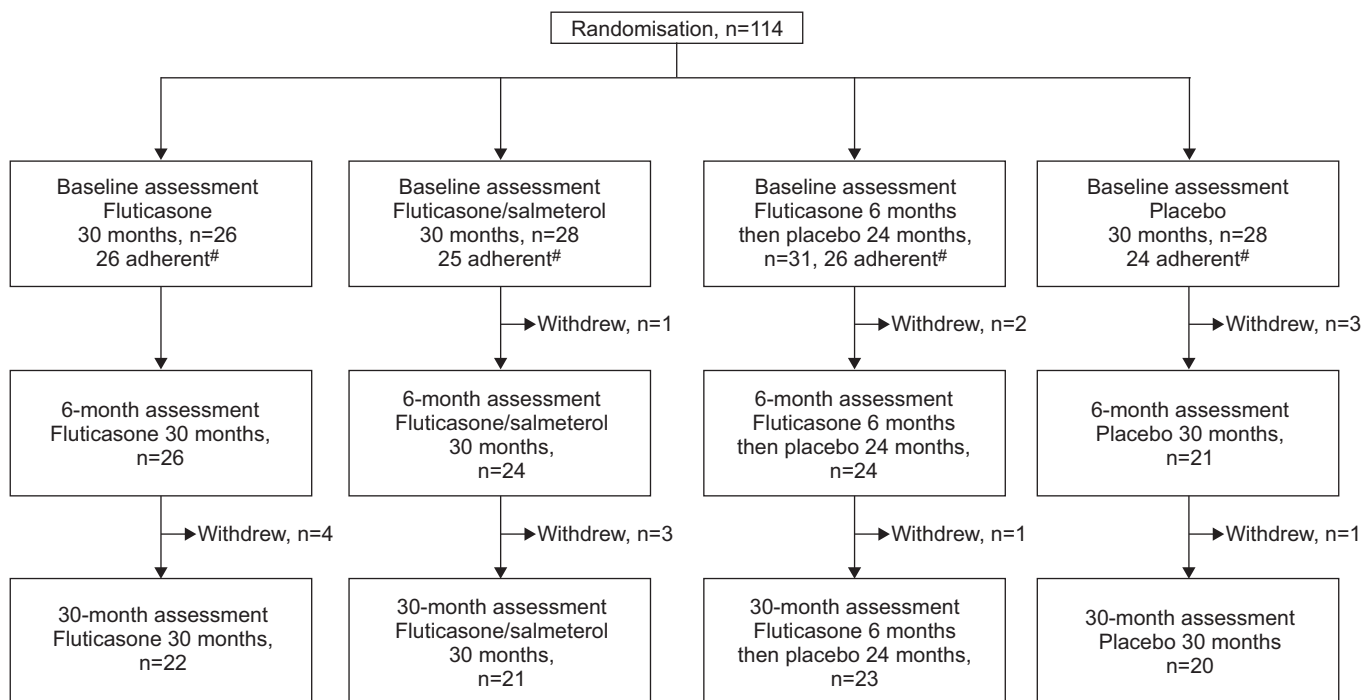 Randomisation, n=114
Baseline assessment
Fluticasone
30 months, n=26
26 adherent#
Baseline assessment
Fluticasone/salmeterol
30 months, n=28
25 adherent#
Baseline assessment
Fluticasone 6 months
then placebo 24 months,
n=31, 26 adherent#
Baseline assessment
Placebo
30 months, n=28
24 adherent#
Withdrew, n=1
Withdrew, n=2
Withdrew, n=3
6-month assessment
Fluticasone 30 months,
n=26
6-month assessment
Fluticasone/salmeterol
30 months,
n=24
6-month assessment
Fluticasone 6 months
then placebo 24 months,
n=24
6-month assessment
Placebo 30 months,
n=21
Withdrew, n=4
Withdrew, n=3
Withdrew, n=1
Withdrew, n=1
30-month assessment
Fluticasone 30 months,
n=22
30-month assessment
Fluticasone/salmeterol
30 months,
n=21
30-month assessment
Fluticasone 6 months
then placebo 24 months,
n=23
30-month assessment
Placebo 30 months
n=20